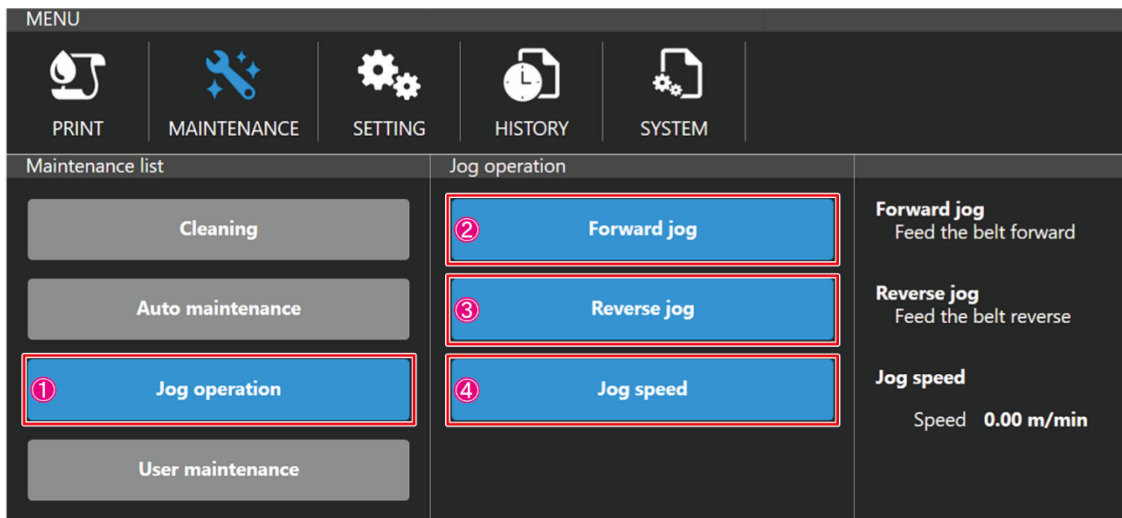 MENU
PRINT
MAINTENANCE
SETTING
HISTORY
SYSTEM
Maintenance list
Jog operation
Cleaning
Auto maintenance
① Jog operation
User maintenance
② Forward jog
③ Reverse jog
④ Jog speed
Forward jog
Feed the belt forward
Reverse jog
Feed the belt reverse
Jog speed
Speed 0.00 m/min